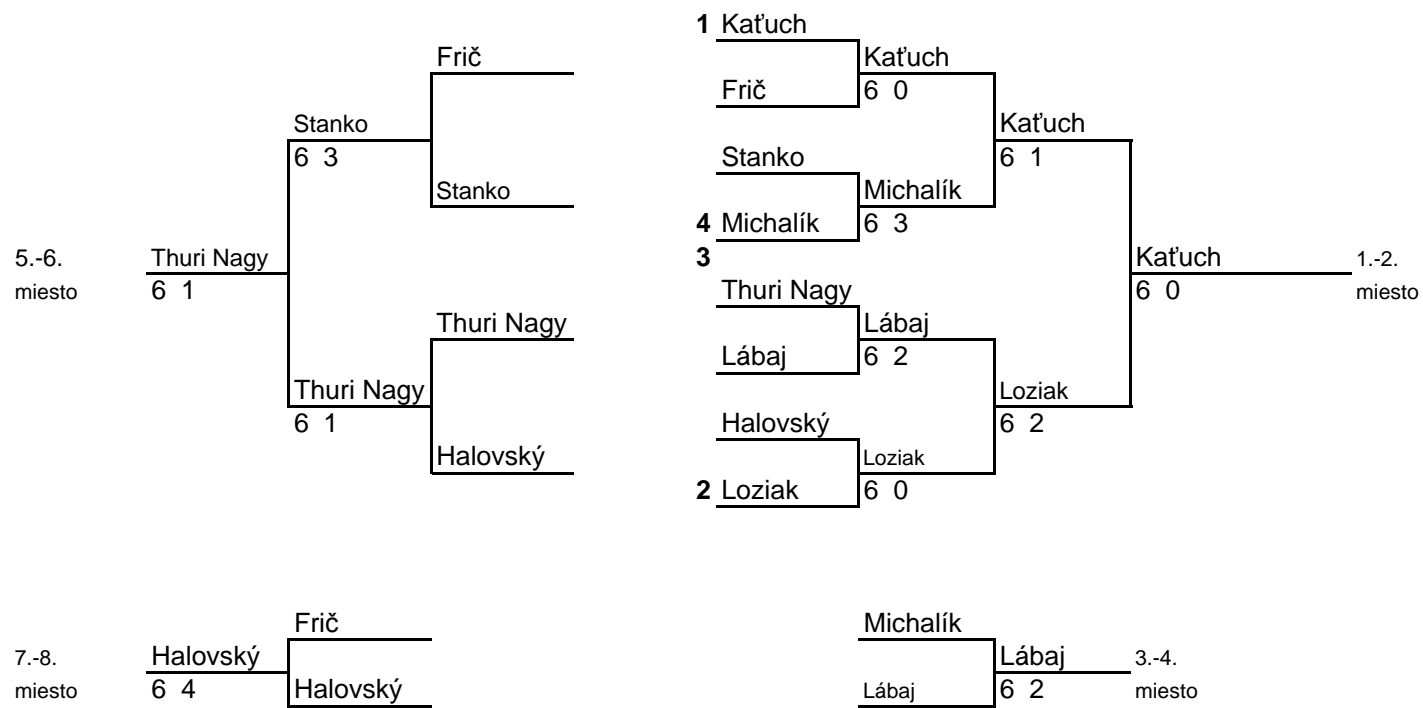 1 Kaťuch
Frič Kaťuch
Frič 6 0
Stanko Kaťuch
6 3 Stanko 6 1
Stanko Michalík
4 Michalík 6 3
5.-6. Thuri Nagy 3 Kaťuch 1.-2.
miesto 6 1 Thuri Nagy 6 0 miesto
Thuri Nagy Lábaj
Lábaj 6 2
Thuri Nagy Loziak
6 1 Halovský 6 2
Halovský Loziak
2 Loziak 6 0
Frič Michalík
7.-8. Halovský Lábaj 3.-4.
miesto 6 4 Halovský Lábaj 6 2 miesto